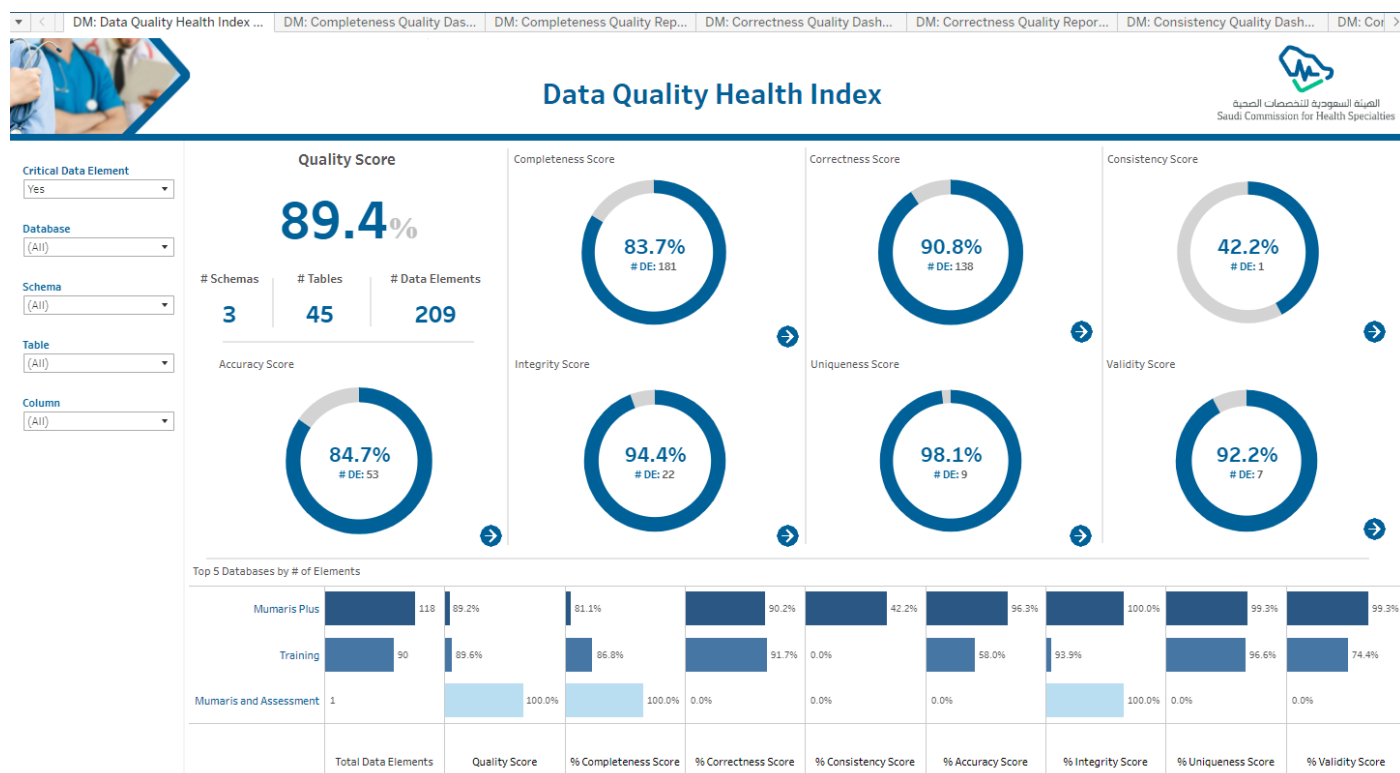 DM: Data Quality Health Index ...
DM: Completeness Quality Das...
DM: Completeness Quality Rep...
DM: Correctness Quality Dash...
DM: Correctness Quality Repor...
DM: Consistency Quality Dash...
DM: Cor
Data Quality Health Index
الهيئة السعودية للتخصصات الصحية
Saudi Commission for Health Specialties
Critical Data Element
Yes
Database
(All)
Schema
(All)
Table
(All)
Column
(All)
Quality Score
89.4%
# Schemas # Tables # Data Elements
3 45 209
Completeness Score
83.7%
# DE: 181
Correctness Score
90.8%
# DE: 138
Consistency Score
42.2%
# DE: 1
Accuracy Score
84.7%
# DE: 53
Integrity Score
94.4%
# DE: 22
Uniqueness Score
98.1%
# DE: 9
Validity Score
92.2%
# DE: 7
Top 5 Databases by # of Elements
Mumaris Plus 118 89.2% 81.1% 90.2% 42.2% 96.3% 100.0% 99.3% 99.3%
Training 90 89.6% 86.8% 91.7% 0.0% 58.0% 93.9% 96.6% 74.4%
Mumaris and Assessment 1 100.0% 100.0% 0.0% 0.0% 0.0% 100.0% 0.0% 0.0%
Total Data Elements Quality Score % Completeness Score % Correctness Score % Consistency Score % Accuracy Score % Integrity Score % Uniqueness Score % Validity Score